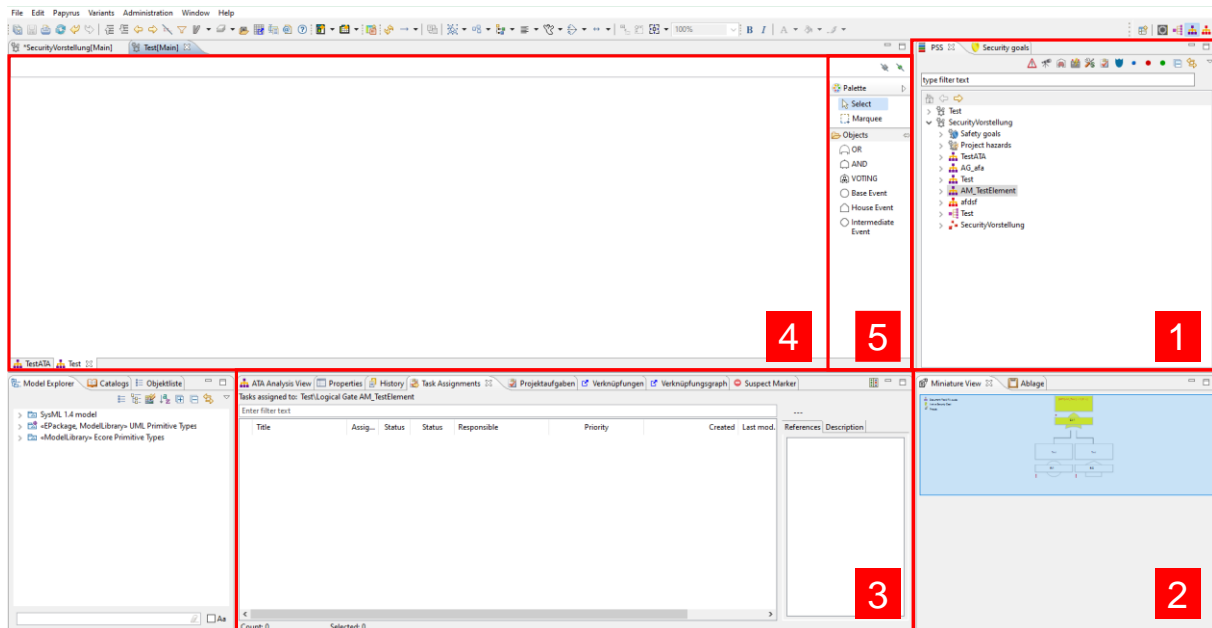 File Edit Papyrus Variants Administration Window Help
100%
B I A
*SecurityVorstellung[Main] Test[Main]
Palette
Select
Marquee
Objects
OR
AND
VOTING
Base Event
House Event
Intermediate
Event
4
5
TestATA Test
PSS Security goals
type filter text
Test
SecurityVorstellung
Safety goals
Project hazards
TestATA
AG_afa
Test
AM_TestElement
afdsf
Test
SecurityVorstellung
1
Model Explorer Catalogs Objektliste
SysML 1.4 model
«EPackage, ModelLibrary» UML Primitive Types
«ModelLibrary» Ecore Primitive Types
Aa
ATA Analysis View Properties History Task Assignments Projektaufgaben Verknüpfungen Verknüpfungsgraph Suspect Marker
Tasks assigned to: Test\Logical Gate AM_TestElement
Enter filter text
...
Title Assig... Status Status Responsible Priority Created Last mod.
References Description
3
Count: 0 Selected: 0
Miniature View Ablage
2